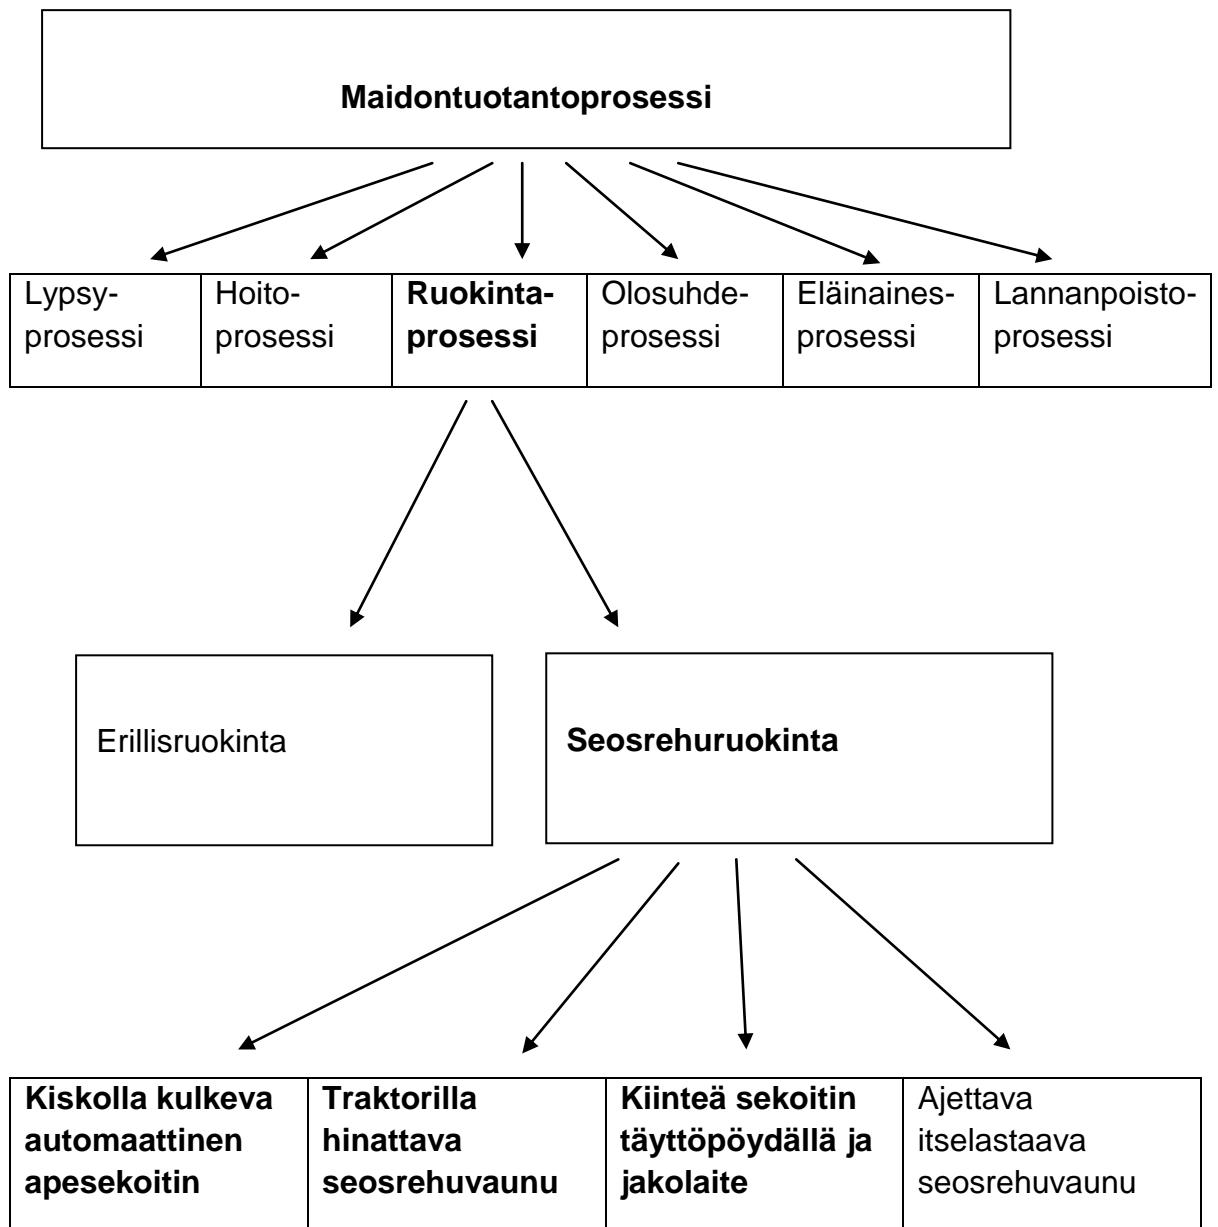 Maidontuotantoprosessi
Lypsy-
prosessi
Hoito-
prosessi
Ruokinta-
prosessi
Olosuhde-
prosessi
Eläinaines-
prosessi
Lannanpoisto-
prosessi
Erillisruokinta
Seosrehuruokinta
Kiskolla kulkeva
automaattinen
apesekoitin
Traktorilla
hinattava
seosrehuvaunu
Kiinteä sekoitin
täyttöpöydällä ja
jakolaite
Ajettava
itselastaava
seosrehuvaunu